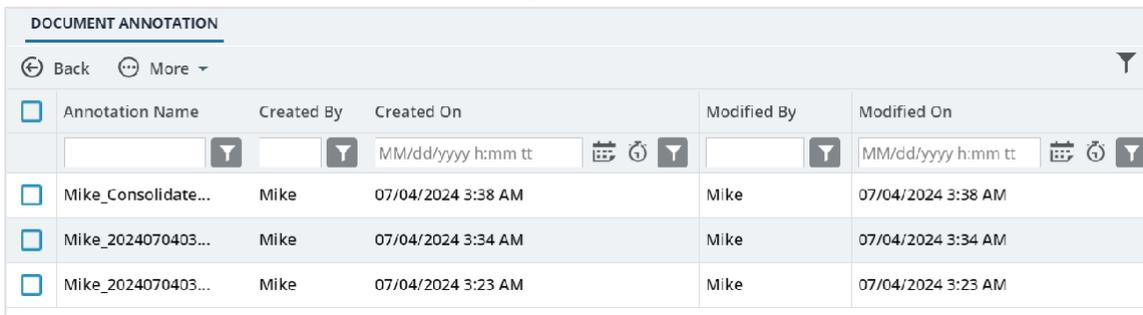 DOCUMENT ANNOTATION
Back More
Annotation Name Created By Created On Modified By Modified On
MM/dd/yyyy h:mm tt MM/dd/yyyy h:mm tt
Mike_Consolidate... Mike 07/04/2024 3:38 AM Mike 07/04/2024 3:38 AM
Mike_2024070403... Mike 07/04/2024 3:34 AM Mike 07/04/2024 3:34 AM
Mike_2024070403... Mike 07/04/2024 3:23 AM Mike 07/04/2024 3:23 AM